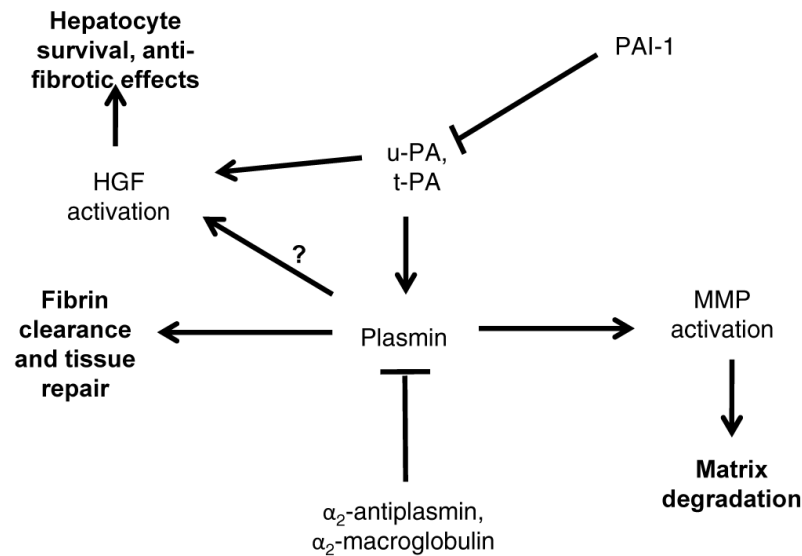 Hepatocyte
survival, anti-
fibrotic effects
PAI-1
u-PA,
t-PA
HGF
activation
?
Fibrin
clearance
and tissue
repair
Plasmin
MMP
activation
Matrix
degradation
α₂-antiplasmin,
α₂-macroglobulin